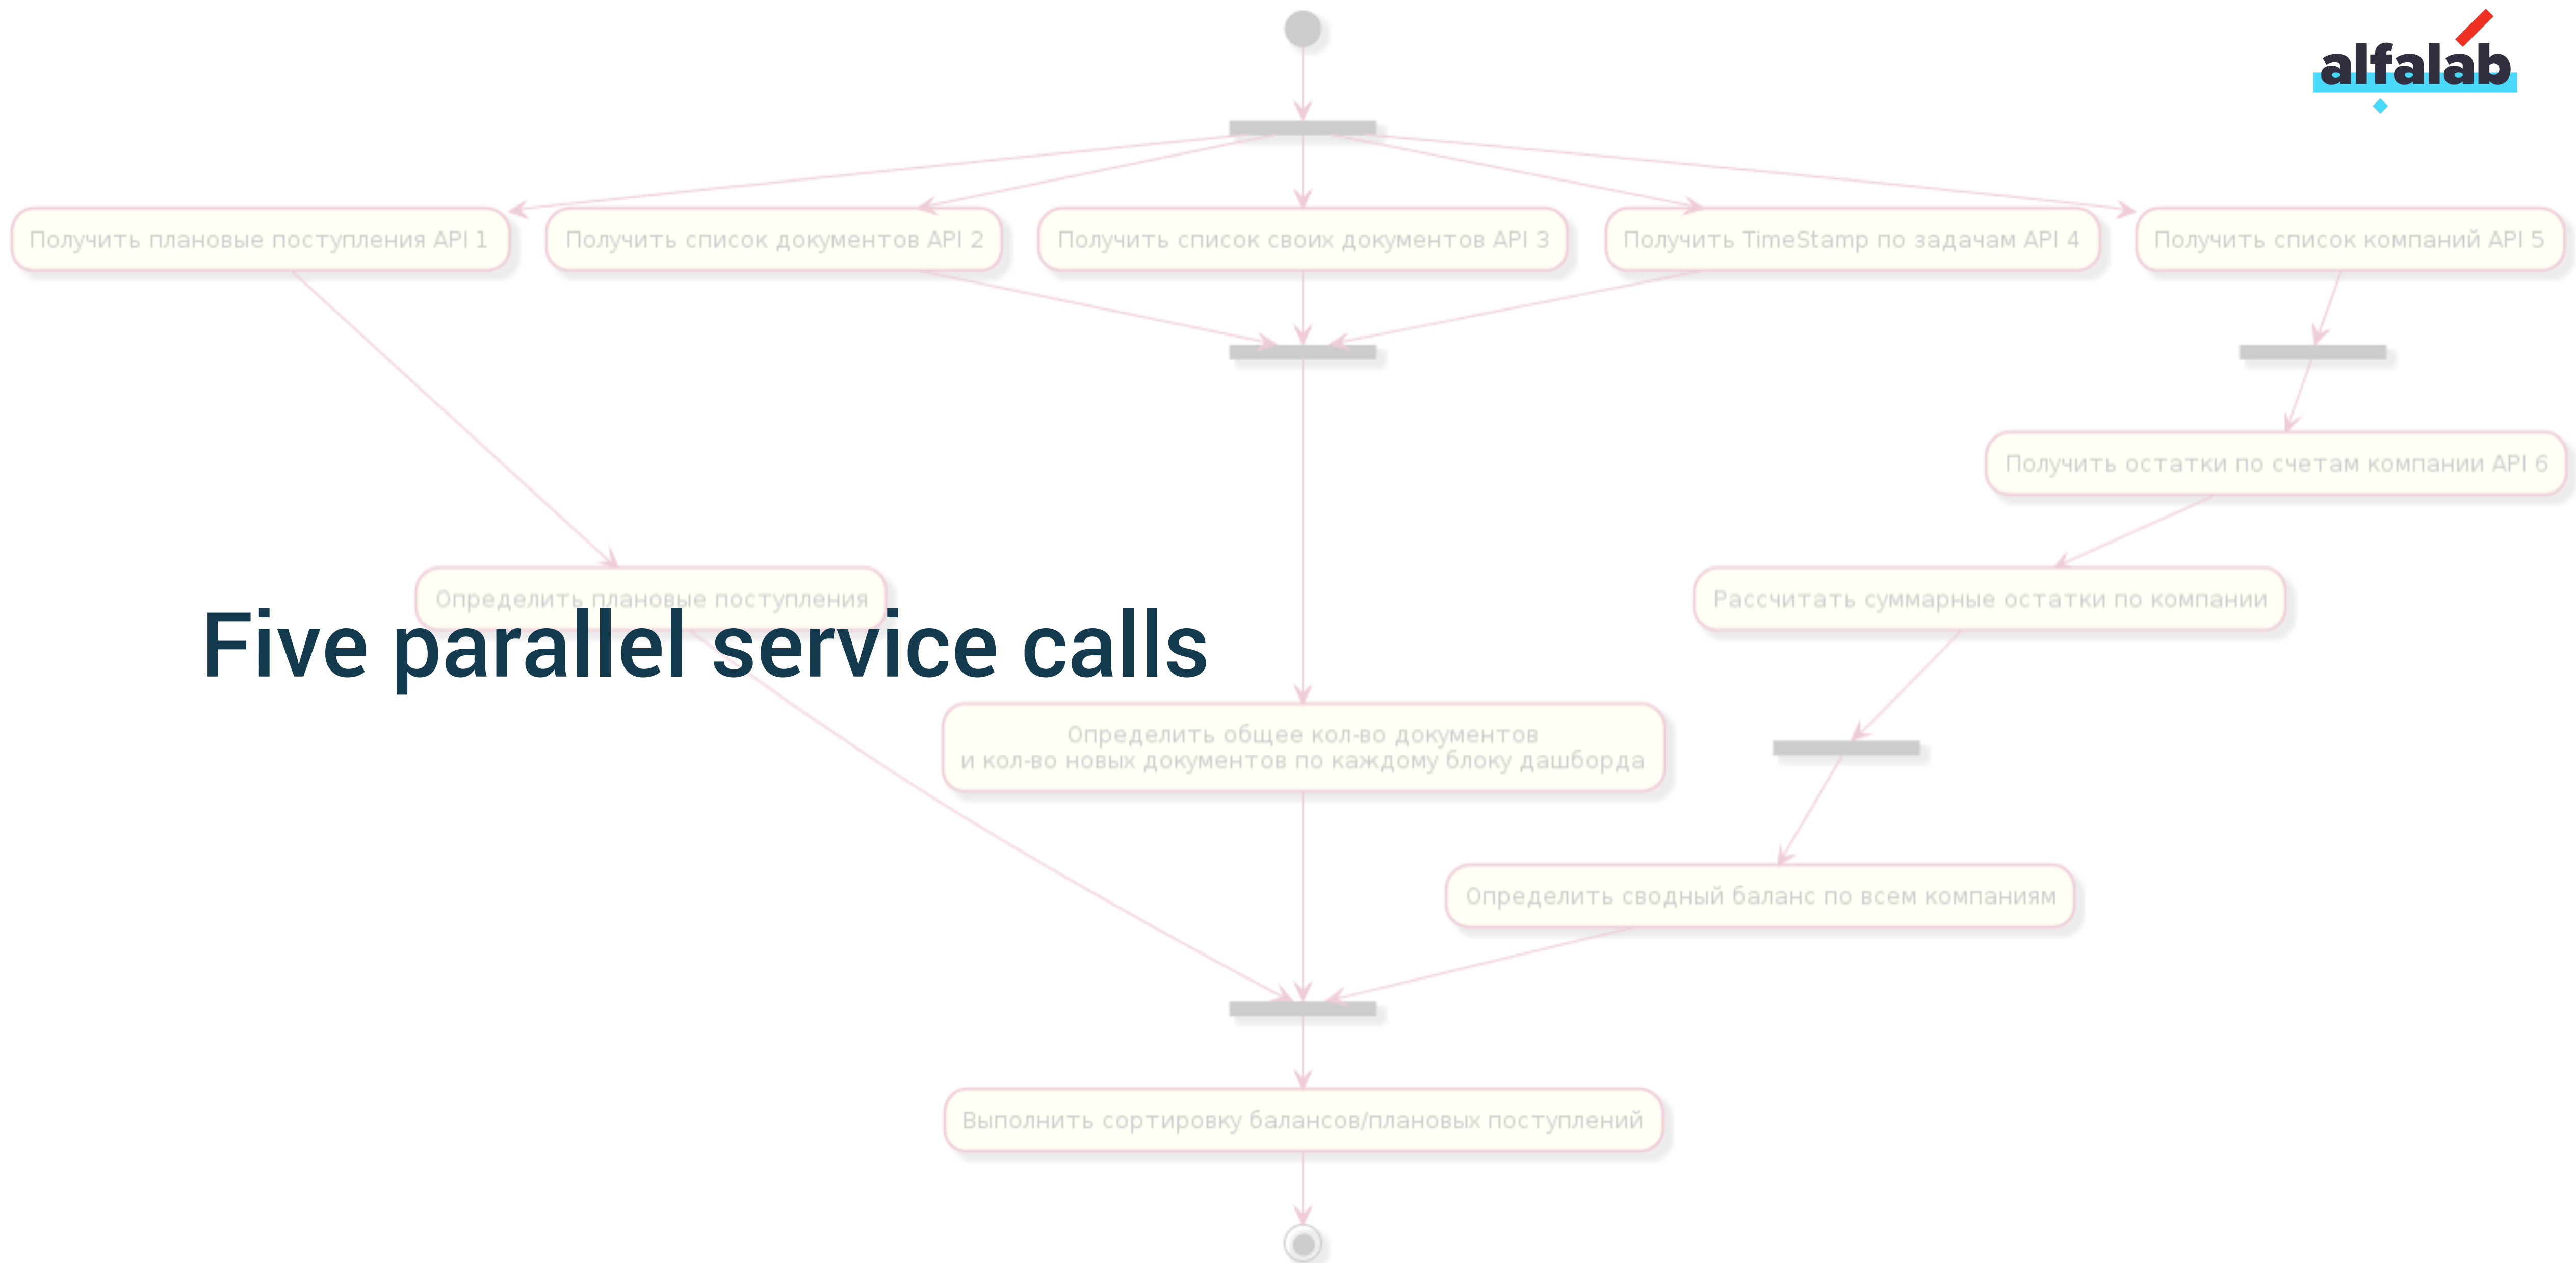 alfalab
Получить плановые поступления API 1
Получить список документов API 2
Получить список своих документов API 3
Получить TimeStamp по задачам API 4
Получить список компаний API 5
Получить остатки по счетам компании API 6
Определить плановые поступления
Рассчитать суммарные остатки по компании
Five parallel service calls
Определить общее кол-во документов
и кол-во новых документов по каждому блоку дашборда
Определить сводный баланс по всем компаниям
Выполнить сортировку балансов/плановых поступлений